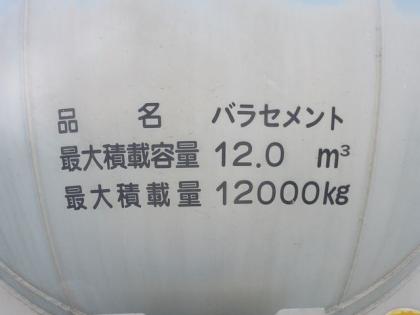 品 名 バラセメント
最大積載容量 12.0 m³
最大積載量 12000kg